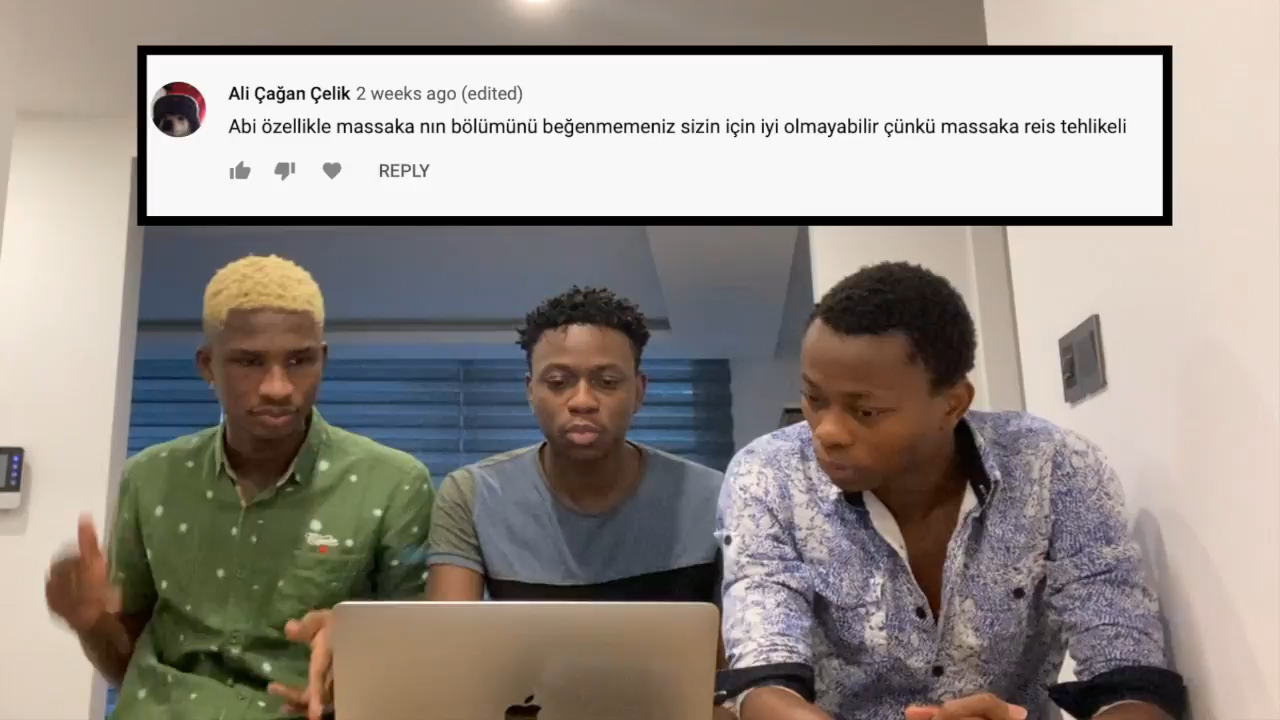 Ali Çağan Çelik 2 weeks ago (edited)
Abi özellikle massaka nın bölümünü beğenmemeniz sizin için iyi olmayabilir çünkü massaka reis tehlikeli
REPLY